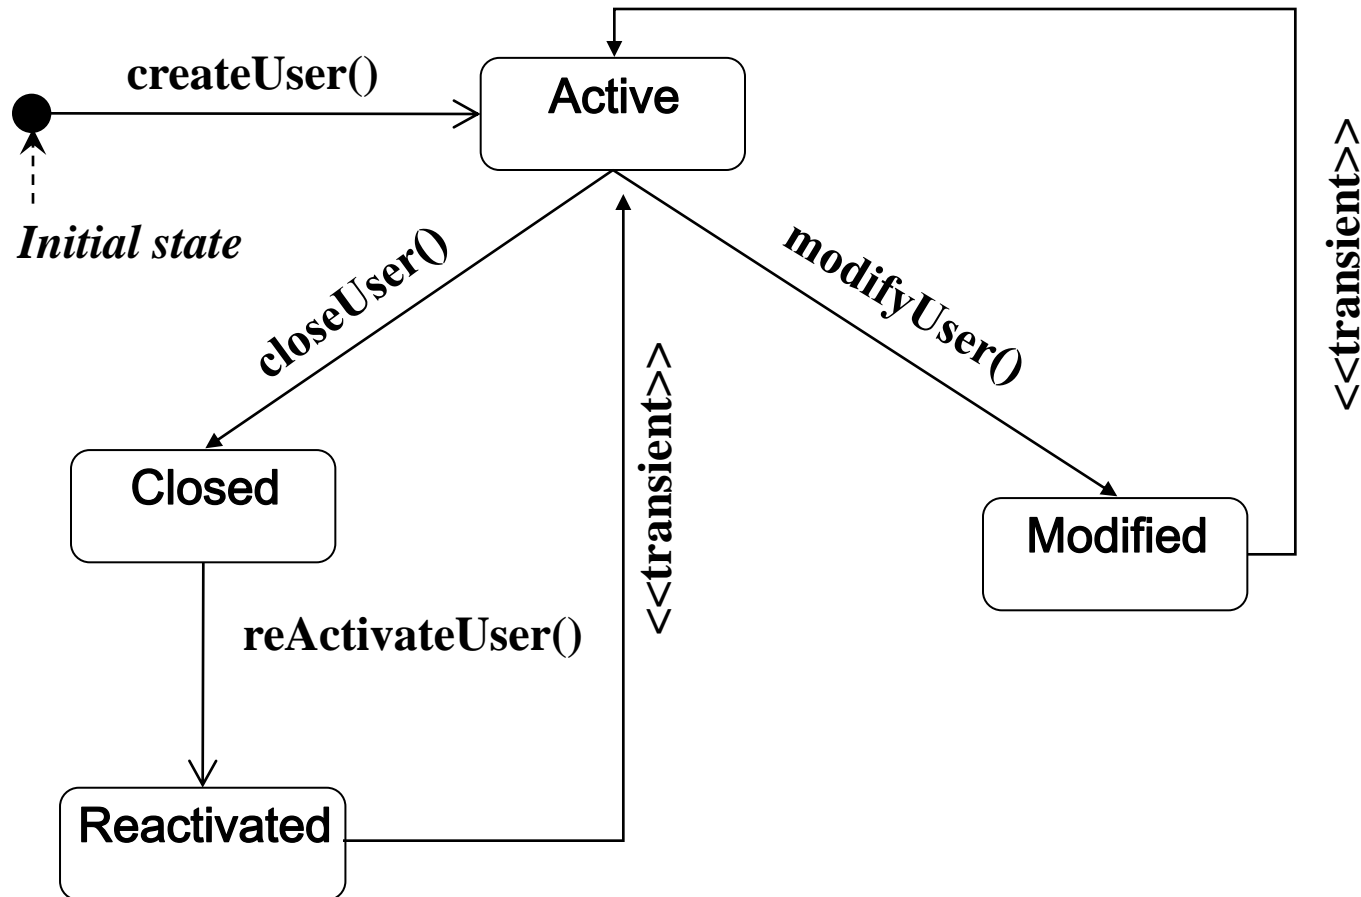 createUser()
Active
Initial state
closeUser()
modifyUser()
<<transient>>
<<transient>>
Closed
Modified
reActivateUser()
Reactivated